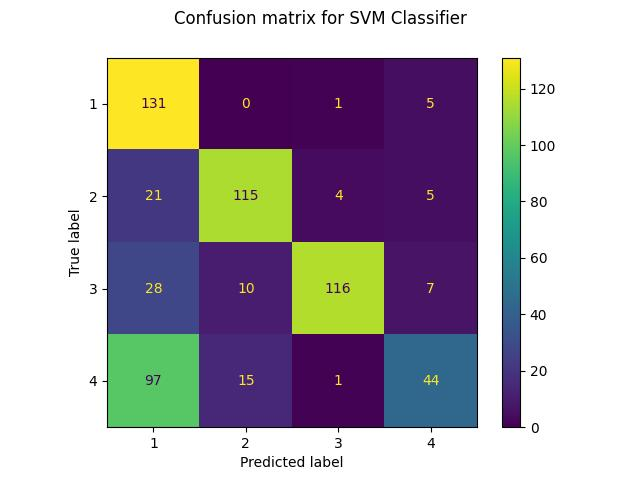 Confusion matrix for SVM Classifier
1 131 0 1 5
2 21 115 4 5
3 28 10 116 7
4 97 15 1 44
1 2 3 4
True label
Predicted label
120
100
80
60
40
20
0